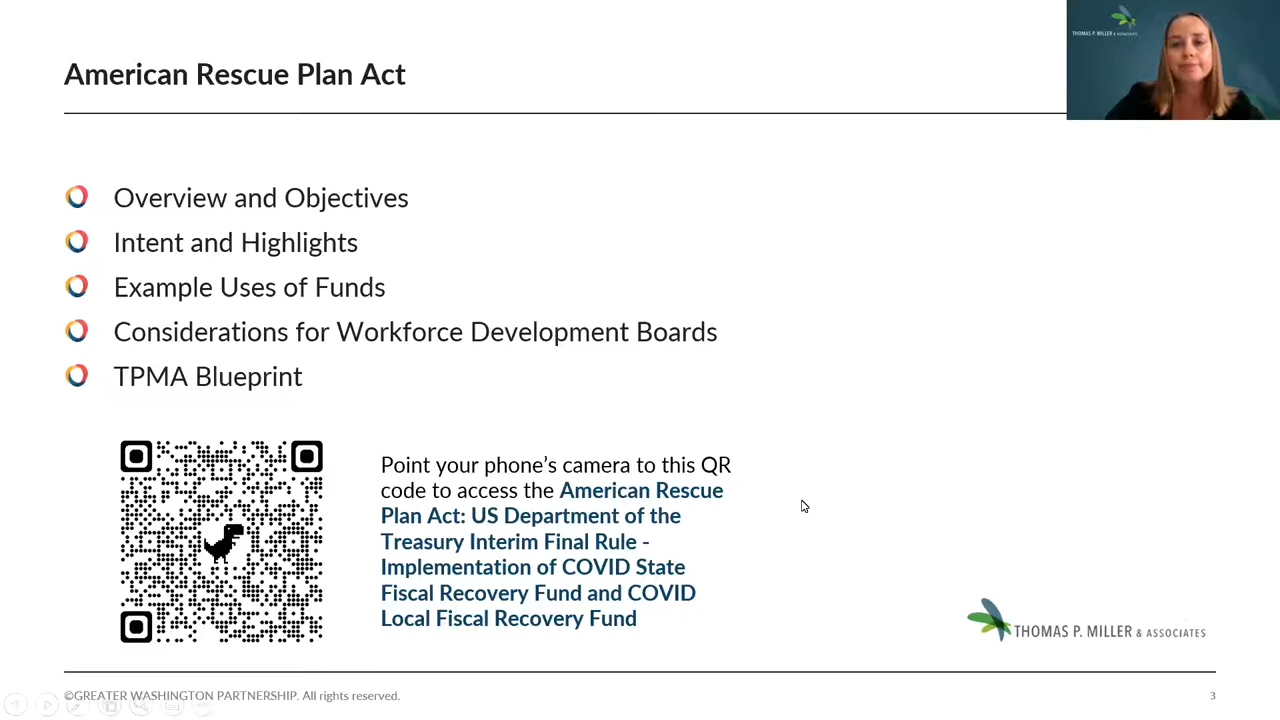 THOMAS P. MILLER & ASSOCIATES
American Rescue Plan Act
Overview and Objectives
Intent and Highlights
Example Uses of Funds
Considerations for Workforce Development Boards
TPMA Blueprint
Point your phone’s camera to this QR
code to access the American Rescue
Plan Act: US Department of the
Treasury Interim Final Rule -
Implementation of COVID State
Fiscal Recovery Fund and COVID
Local Fiscal Recovery Fund
THOMAS P. MILLER & ASSOCIATES
©GREATER WASHINGTON PARTNERSHIP. All rights reserved.
3